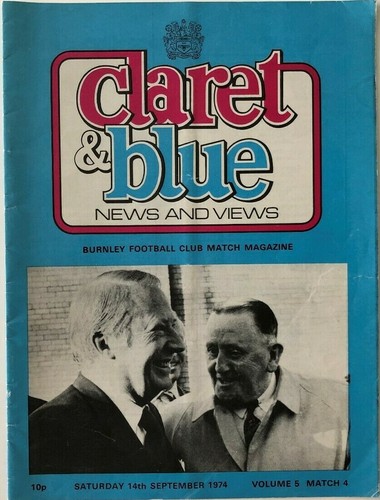 claret
& blue
NEWS AND VIEWS
BURNLEY FOOTBALL CLUB MATCH MAGAZINE
10p SATURDAY 14th SEPTEMBER 1974 VOLUME 5 MATCH 4